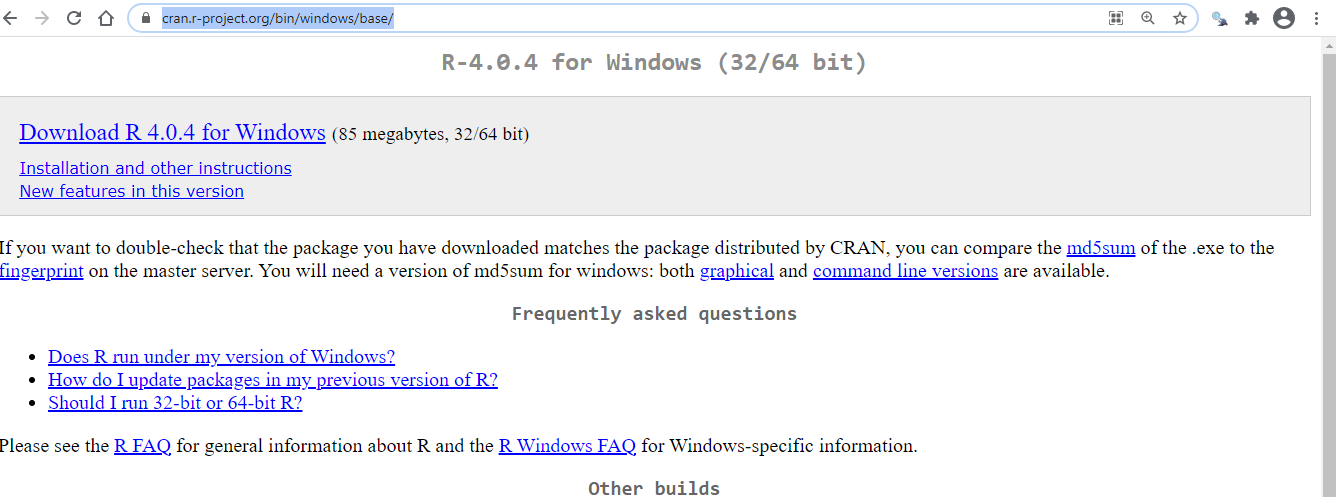 cran.r-project.org/bin/windows/base/
R-4.0.4 for Windows (32/64 bit)
Download R 4.0.4 for Windows (85 megabytes, 32/64 bit)
Installation and other instructions
New features in this version
If you want to double-check that the package you have downloaded matches the package distributed by CRAN, you can compare the md5sum of the .exe to the
fingerprint on the master server. You will need a version of md5sum for windows: both graphical and command line versions are available.
Frequently asked questions
• Does R run under my version of Windows?
• How do I update packages in my previous version of R?
• Should I run 32-bit or 64-bit R?
Please see the R FAQ for general information about R and the R Windows FAQ for Windows-specific information.
Other builds